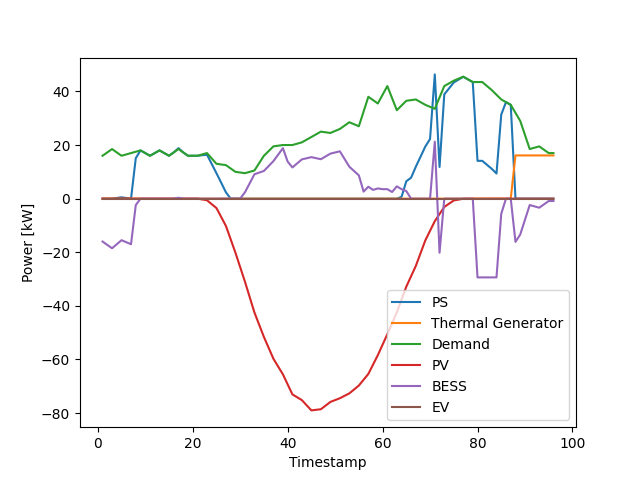 40
20
0
−20
−40
−60
−80
Power [kW]
PS
Thermal Generator
Demand
PV
BESS
EV
0 20 40 60 80 100
Timestamp